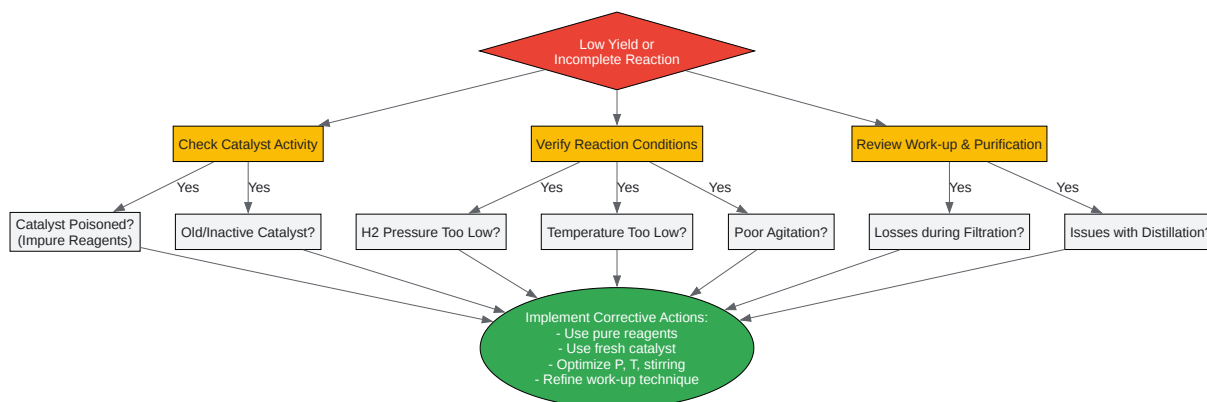 Low Yield or
Incomplete Reaction
Check Catalyst Activity
Verify Reaction Conditions
Review Work-up & Purification
Yes
Yes
Yes
Yes
Yes
Yes
Yes
Catalyst Poisoned?
(Impure Reagents)
Old/Inactive Catalyst?
H2 Pressure Too Low?
Temperature Too Low?
Poor Agitation?
Losses during Filtration?
Issues with Distillation?
Implement Corrective Actions:
- Use pure reagents
- Use fresh catalyst
- Optimize P, T, stirring
- Refine work-up technique